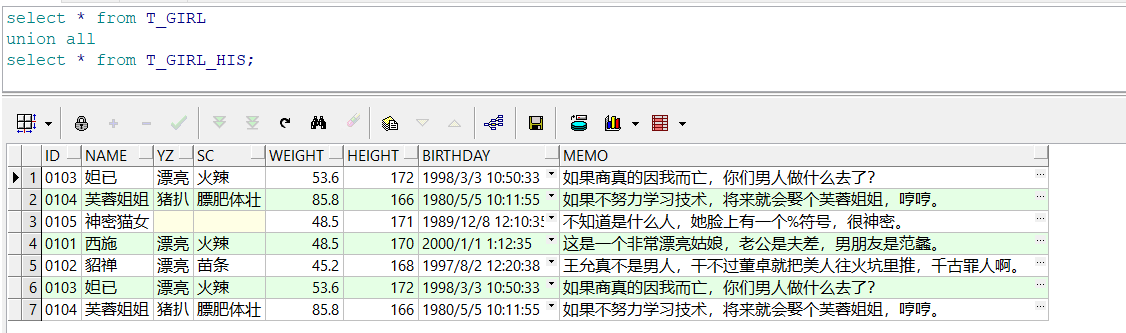 select * from T_GIRL
union all
select * from T_GIRL_HIS;
ID NAME YZ SC WEIGHT HEIGHT BIRTHDAY MEMO
1 0103 妲已 漂亮 火辣 53.6 172 1998/3/3 10:50:33 如果商真的因我而亡，你们男人做什么去了？ ...
2 0104 芙蓉姐姐 猪扒 膘肥体壮 85.8 166 1980/5/5 10:11:55 如果不努力学习技术，将来就会娶个芙蓉姐姐，哼哼。 ...
3 0105 神密猫女 48.5 171 1989/12/8 12:10:35 不知道是什么人，她脸上有一个%符号，很神密。 ...
4 0101 西施 漂亮 火辣 48.5 170 2000/1/1 1:12:35 这是一个非常漂亮姑娘，老公是夫差，男朋友是范蠡。 ...
5 0102 貂禅 漂亮 苗条 45.2 168 1997/8/2 12:20:38 王允真不是男人，干不过董卓就把美人往火坑里推，千古罪人啊。 ...
6 0103 妲已 漂亮 火辣 53.6 172 1998/3/3 10:50:33 如果商真的因我而亡，你们男人做什么去了？ ...
7 0104 芙蓉姐姐 猪扒 膘肥体壮 85.8 166 1980/5/5 10:11:55 如果不努力学习技术，将来就会娶个芙蓉姐姐，哼哼。 ...